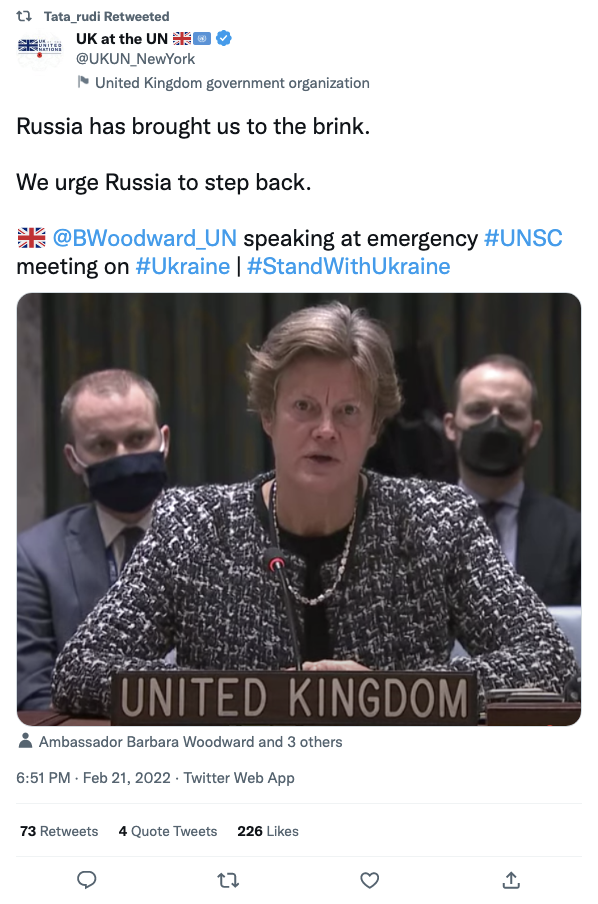 Tata_rudi Retweeted
UK at the UN 🇬🇧🇺🇳
@UKUN_NewYork
United Kingdom government organization
Russia has brought us to the brink.
We urge Russia to step back.
🇬🇧 @BWoodward_UN speaking at emergency #UNSC
meeting on #Ukraine | #StandWithUkraine
UNITED KINGDOM
Ambassador Barbara Woodward and 3 others
6:51 PM · Feb 21, 2022 · Twitter Web App
73 Retweets 4 Quote Tweets 226 Likes